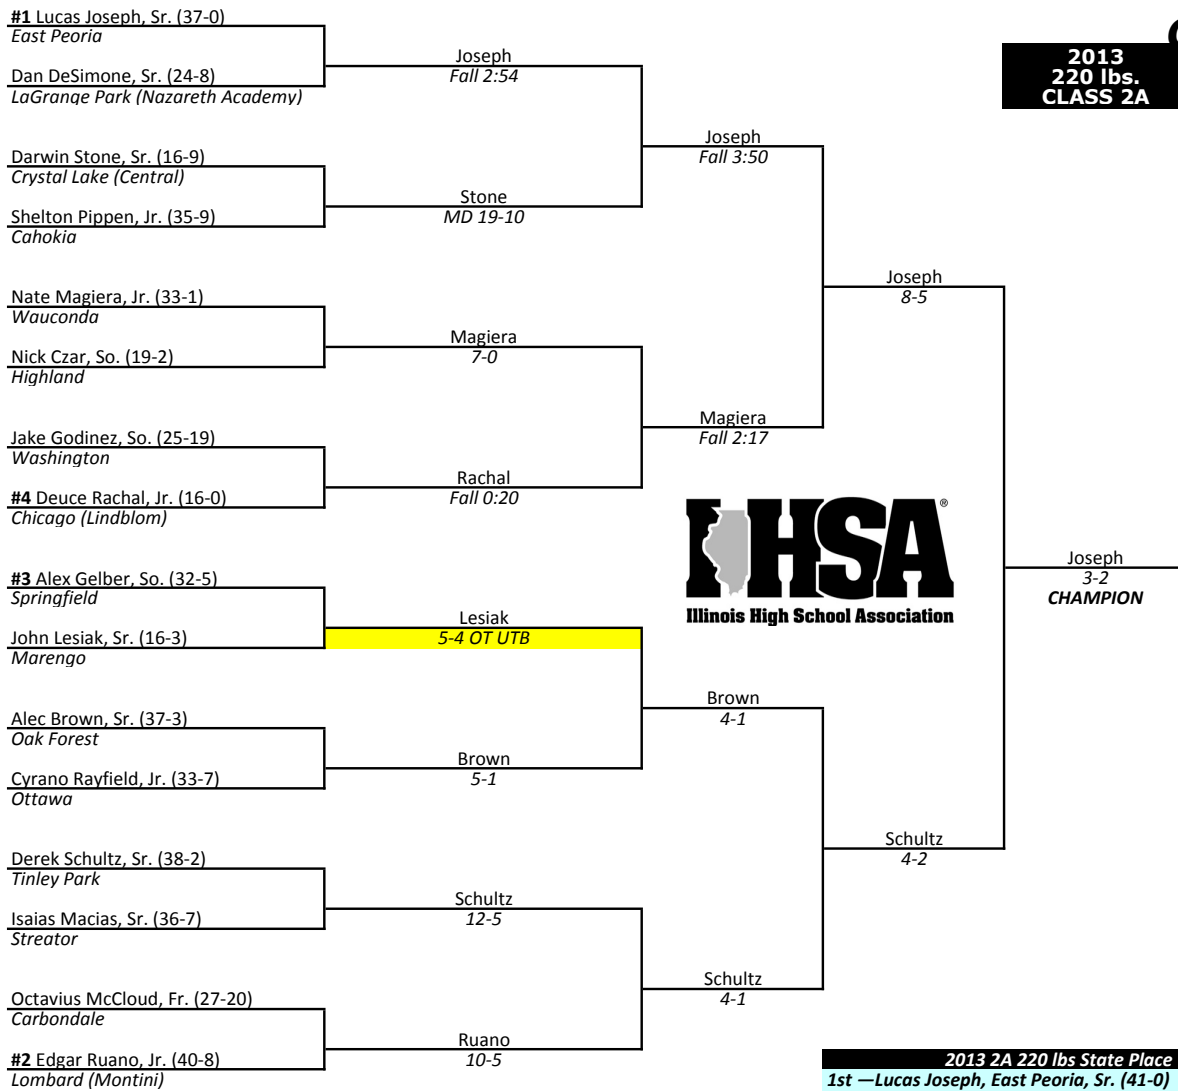 #1 Lucas Joseph, Sr. (37-0)
East Peoria
Dan DeSimone, Sr. (24-8)
LaGrange Park (Nazareth Academy)
Darwin Stone, Sr. (16-9)
Crystal Lake (Central)
Shelton Pippen, Jr. (35-9)
Cahokia
Nate Magiera, Jr. (33-1)
Wauconda
Nick Czar, So. (19-2)
Highland
Jake Godinez, So. (25-19)
Washington
#4 Deuce Rachal, Jr. (16-0)
Chicago (Lindblom)
#3 Alex Gelber, So. (32-5)
Springfield
John Lesiak, Sr. (16-3)
Marengo
Alec Brown, Sr. (37-3)
Oak Forest
Cyrano Rayfield, Jr. (33-7)
Ottawa
Derek Schultz, Sr. (38-2)
Tinley Park
Isaias Macias, Sr. (36-7)
Streator
Octavius McCloud, Fr. (27-20)
Carbondale
#2 Edgar Ruano, Jr. (40-8)
Lombard (Montini)
Joseph
Fall 2:54
Stone
MD 19-10
Magiera
7-0
Rachal
Fall 0:20
Lesiak
5-4 OT UTB
Brown
5-1
Schultz
12-5
Ruano
10-5
Joseph
Fall 3:50
Magiera
Fall 2:17
Brown
4-1
Schultz
4-1
Joseph
8-5
Schultz
4-2
Joseph
3-2
CHAMPION
2013
220 lbs.
CLASS 2A
IHSA®
Illinois High School Association
2013 2A 220 lbs State Place
1st —Lucas Joseph, East Peoria, Sr. (41-0)